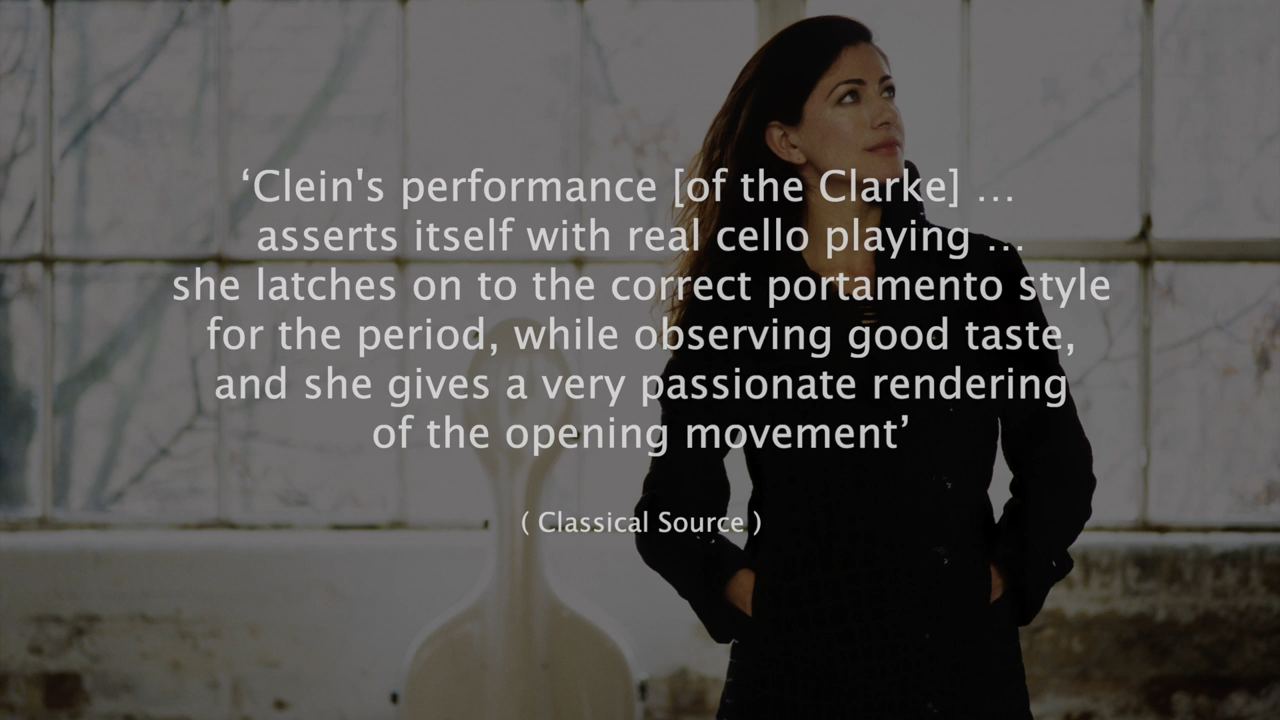 ‘Clein's performance [of the Clarke] …
asserts itself with real cello playing …
she latches on to the correct portamento style
for the period, while observing good taste,
and she gives a very passionate rendering
of the opening movement’
( Classical Source )